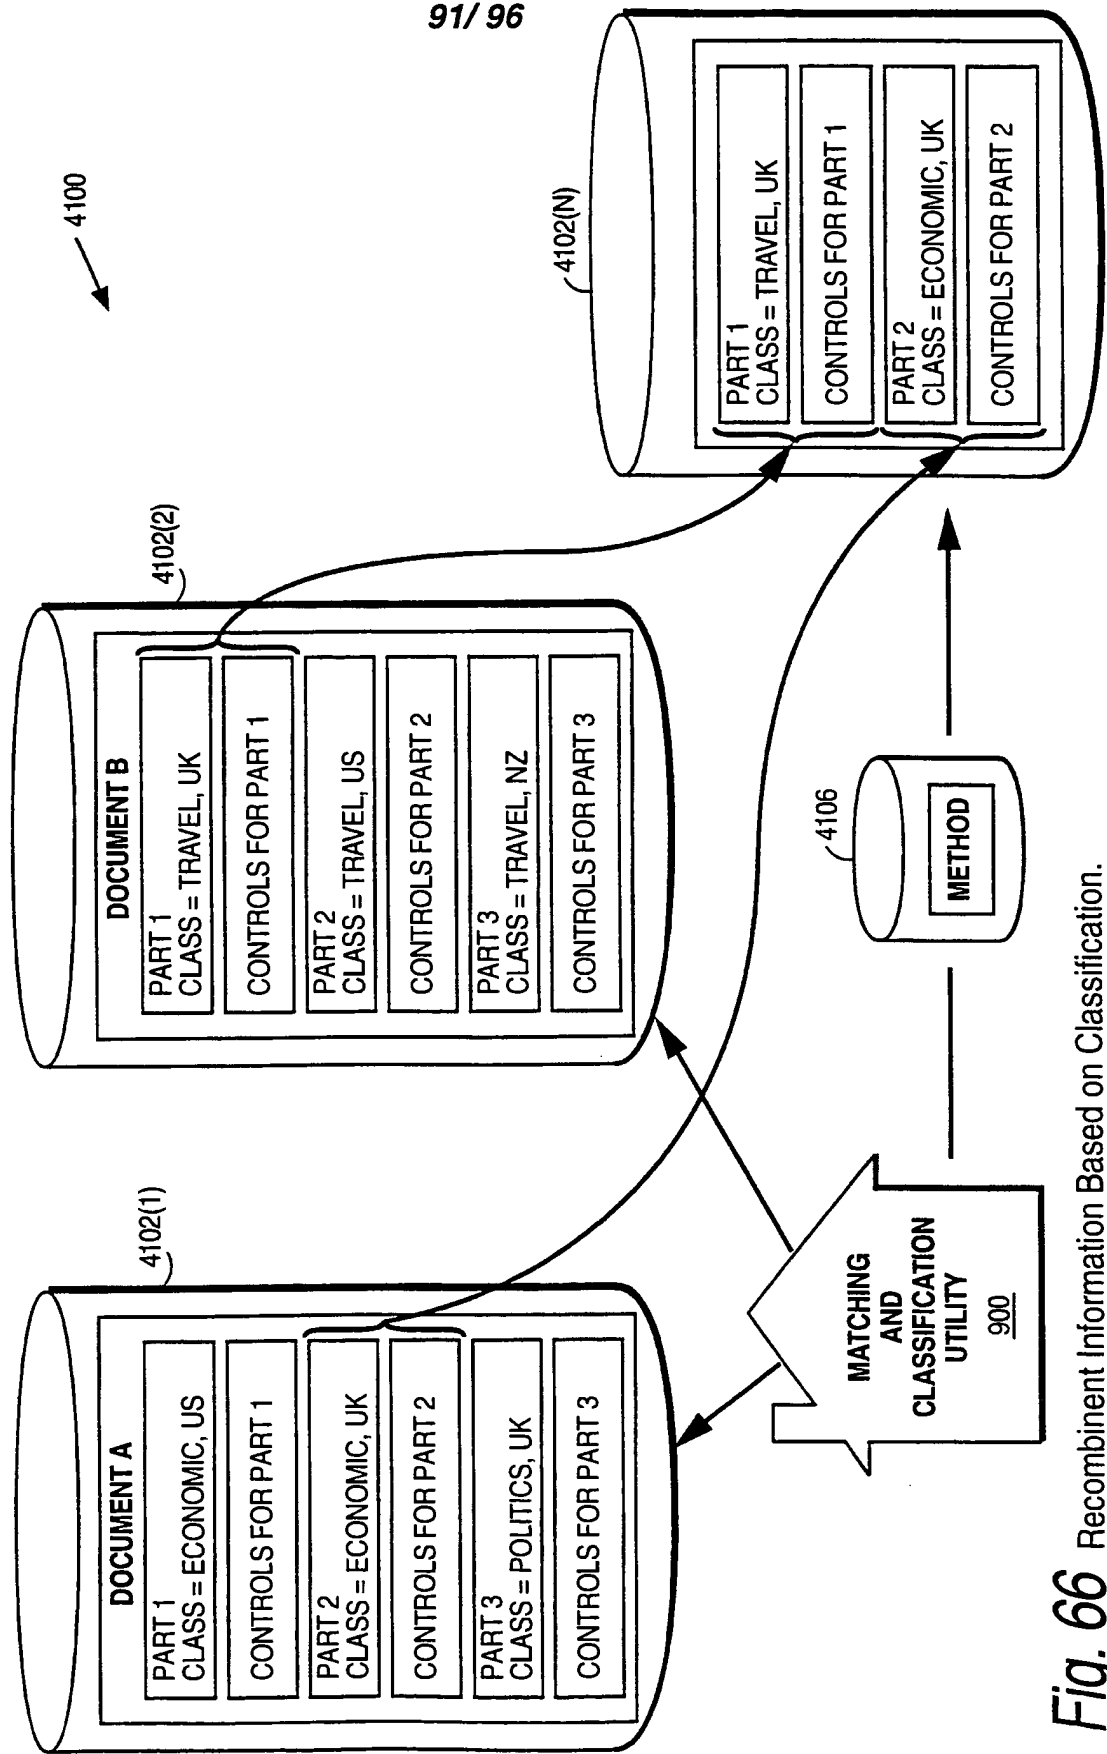 91/ 96
4100
4102(1)
DOCUMENT A
PART 1
CLASS = ECONOMIC, US
CONTROLS FOR PART 1
PART 2
CLASS = ECONOMIC, UK
CONTROLS FOR PART 2
PART 3
CLASS = POLITICS, UK
CONTROLS FOR PART 3
4102(2)
DOCUMENT B
PART 1
CLASS = TRAVEL, UK
CONTROLS FOR PART 1
PART 2
CLASS = TRAVEL, US
CONTROLS FOR PART 2
PART 3
CLASS = TRAVEL, NZ
CONTROLS FOR PART 3
4102(N)
PART 1
CLASS = TRAVEL, UK
CONTROLS FOR PART 1
PART 2
CLASS = ECONOMIC, UK
CONTROLS FOR PART 2
MATCHING
AND
CLASSIFICATION
UTILITY
900
4106
METHOD
Fig. 66 Recombinent Information Based on Classification.